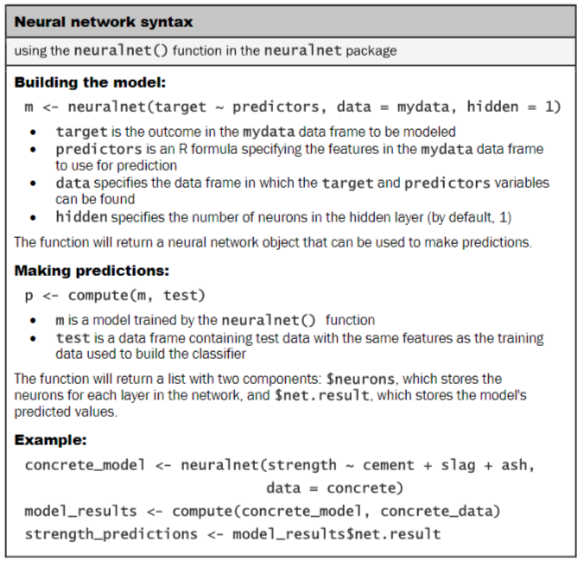 Neural network syntax
using the neuralnet() function in the neuralnet package
Building the model:
m <- neuralnet(target ~ predictors, data = mydata, hidden = 1)
• target is the outcome in the mydata data frame to be modeled
• predictors is an R formula specifying the features in the mydata data frame
to use for prediction
• data specifies the data frame in which the target and predictors variables
can be found
• hidden specifies the number of neurons in the hidden layer (by default, 1)
The function will return a neural network object that can be used to make predictions.
Making predictions:
p <- compute(m, test)
• m is a model trained by the neuralnet() function
• test is a data frame containing test data with the same features as the training
data used to build the classifier
The function will return a list with two components: $neurons, which stores the
neurons for each layer in the network, and $net.result, which stores the model's
predicted values.
Example:
concrete_model <- neuralnet(strength ~ cement + slag + ash,
data = concrete)
model_results <- compute(concrete_model, concrete_data)
strength_predictions <- model_results$net.result